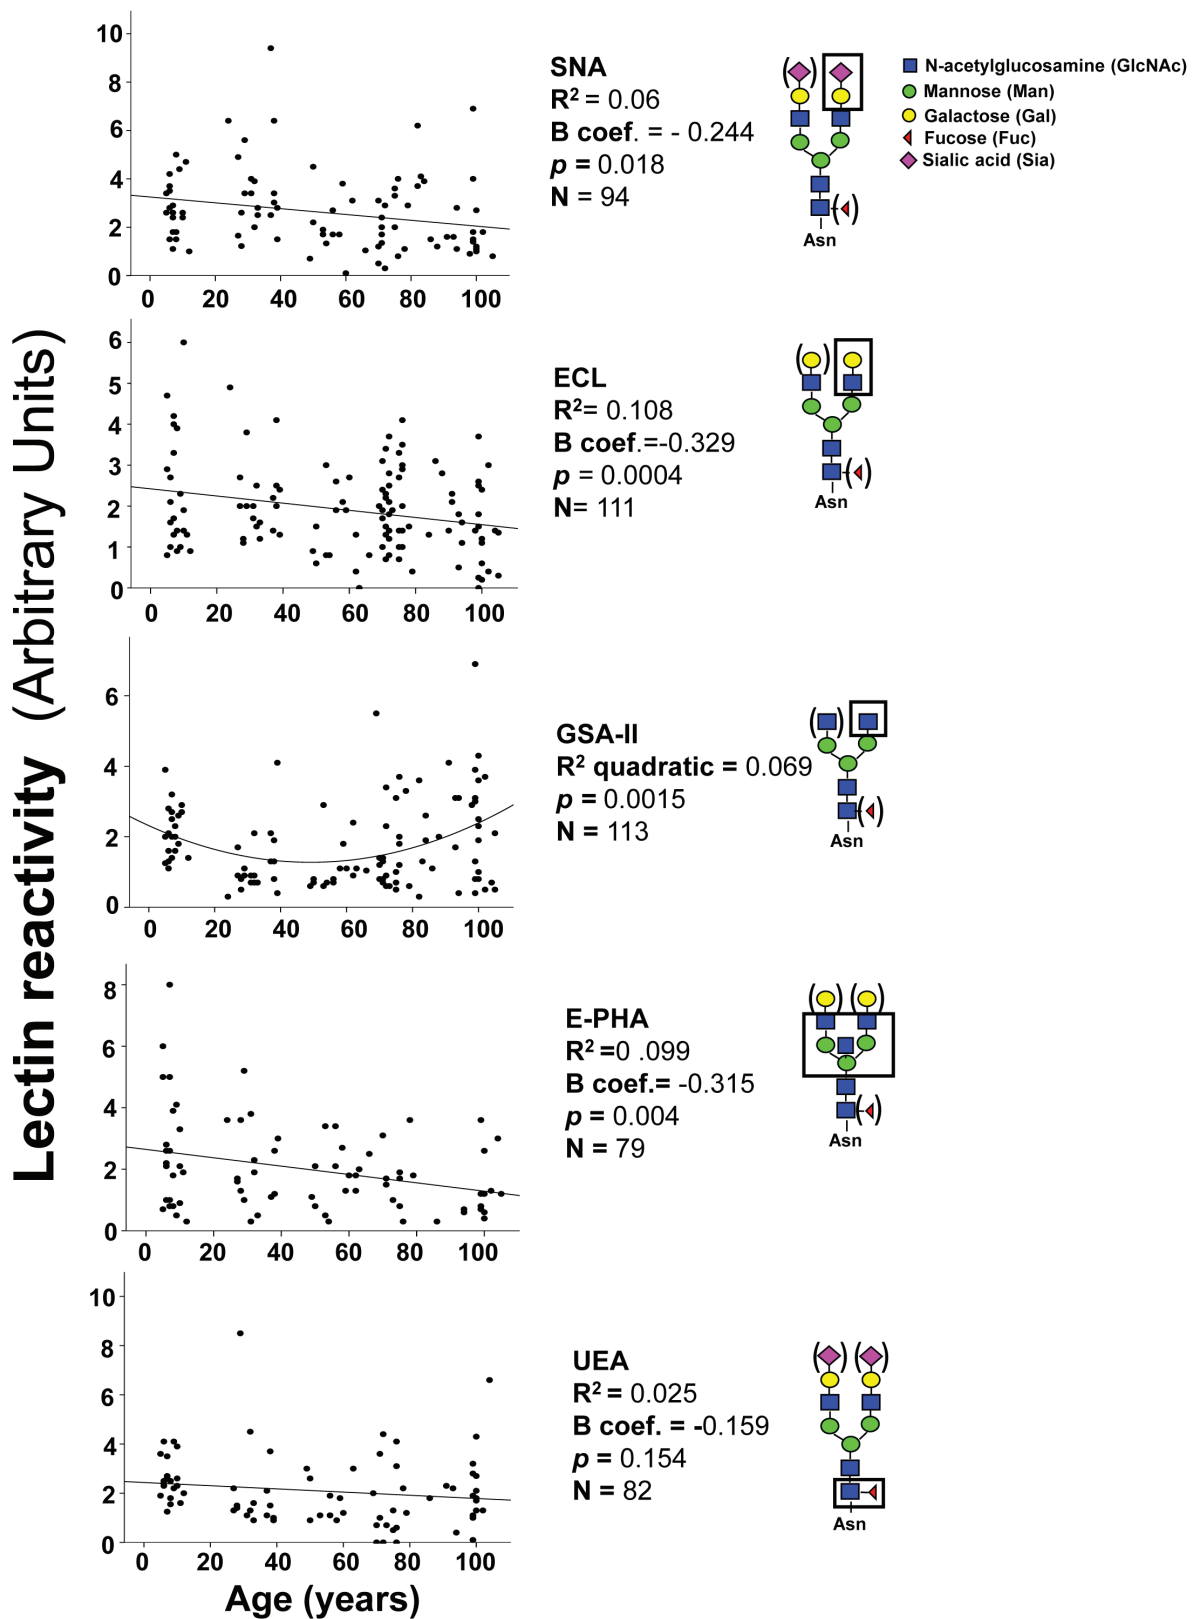 Lectin reactivity (Arbitrary Units)
10
8
6
4
2
0
0 20 40 60 80 100
SNA
R² = 0.06
B coef. = - 0.244
p = 0.018
N = 94
( )
( )
Asn
N-acetylglucosamine (GlcNAc)
Mannose (Man)
Galactose (Gal)
Fucose (Fuc)
Sialic acid (Sia)
6
5
4
3
2
1
0
0 20 40 60 80 100
ECL
R²= 0.108
B coef.=-0.329
p = 0.0004
N= 111
( )
( )
Asn
6
4
2
0
0 20 40 60 80 100
GSA-II
R² quadratic = 0.069
p = 0.0015
N = 113
( )
( )
Asn
8
6
4
2
0
0 20 40 60 80 100
E-PHA
R² =0 .099
B coef.= -0.315
p = 0.004
N = 79
( ) ( )
( )
Asn
10
8
6
4
2
0
0 20 40 60 80 100
UEA
R² = 0.025
B coef. = -0.159
p = 0.154
N = 82
( ) ( )
Asn
Age (years)